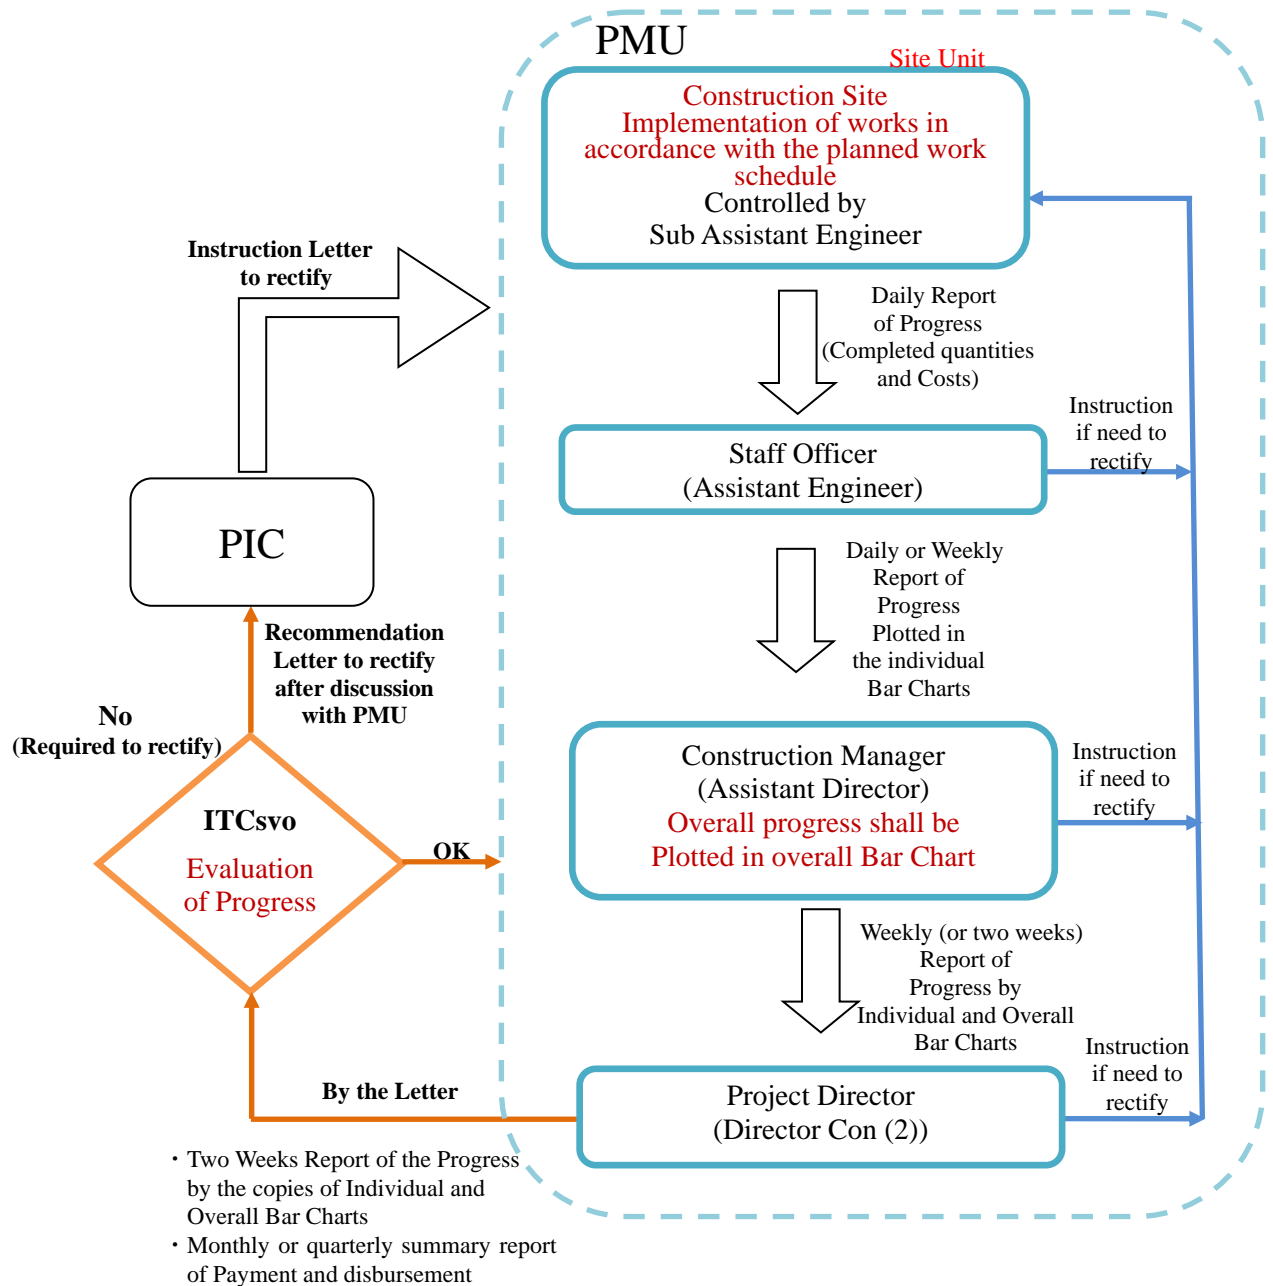 PMU
Site Unit
Construction Site
Implementation of works in
accordance with the planned work
schedule
Controlled by
Sub Assistant Engineer
Instruction Letter
to rectify
Daily Report
of Progress
(Completed quantities
and Costs)
Instruction
if need to
rectify
Staff Officer
(Assistant Engineer)
PIC
Daily or Weekly
Report of
Progress
Plotted in
the individual
Bar Charts
Recommendation
Letter to rectify
after discussion
with PMU
No
(Required to rectify)
Construction Manager
(Assistant Director)
Overall progress shall be
Plotted in overall Bar Chart
Instruction
if need to
rectify
ITCsvo
Evaluation
of Progress
OK
Weekly (or two weeks)
Report of
Progress by
Individual and Overall
Bar Charts
Instruction
if need to
rectify
By the Letter
Project Director
(Director Con (2))
・Two Weeks Report of the Progress
by the copies of Individual and
Overall Bar Charts
・Monthly or quarterly summary report
of Payment and disbursement